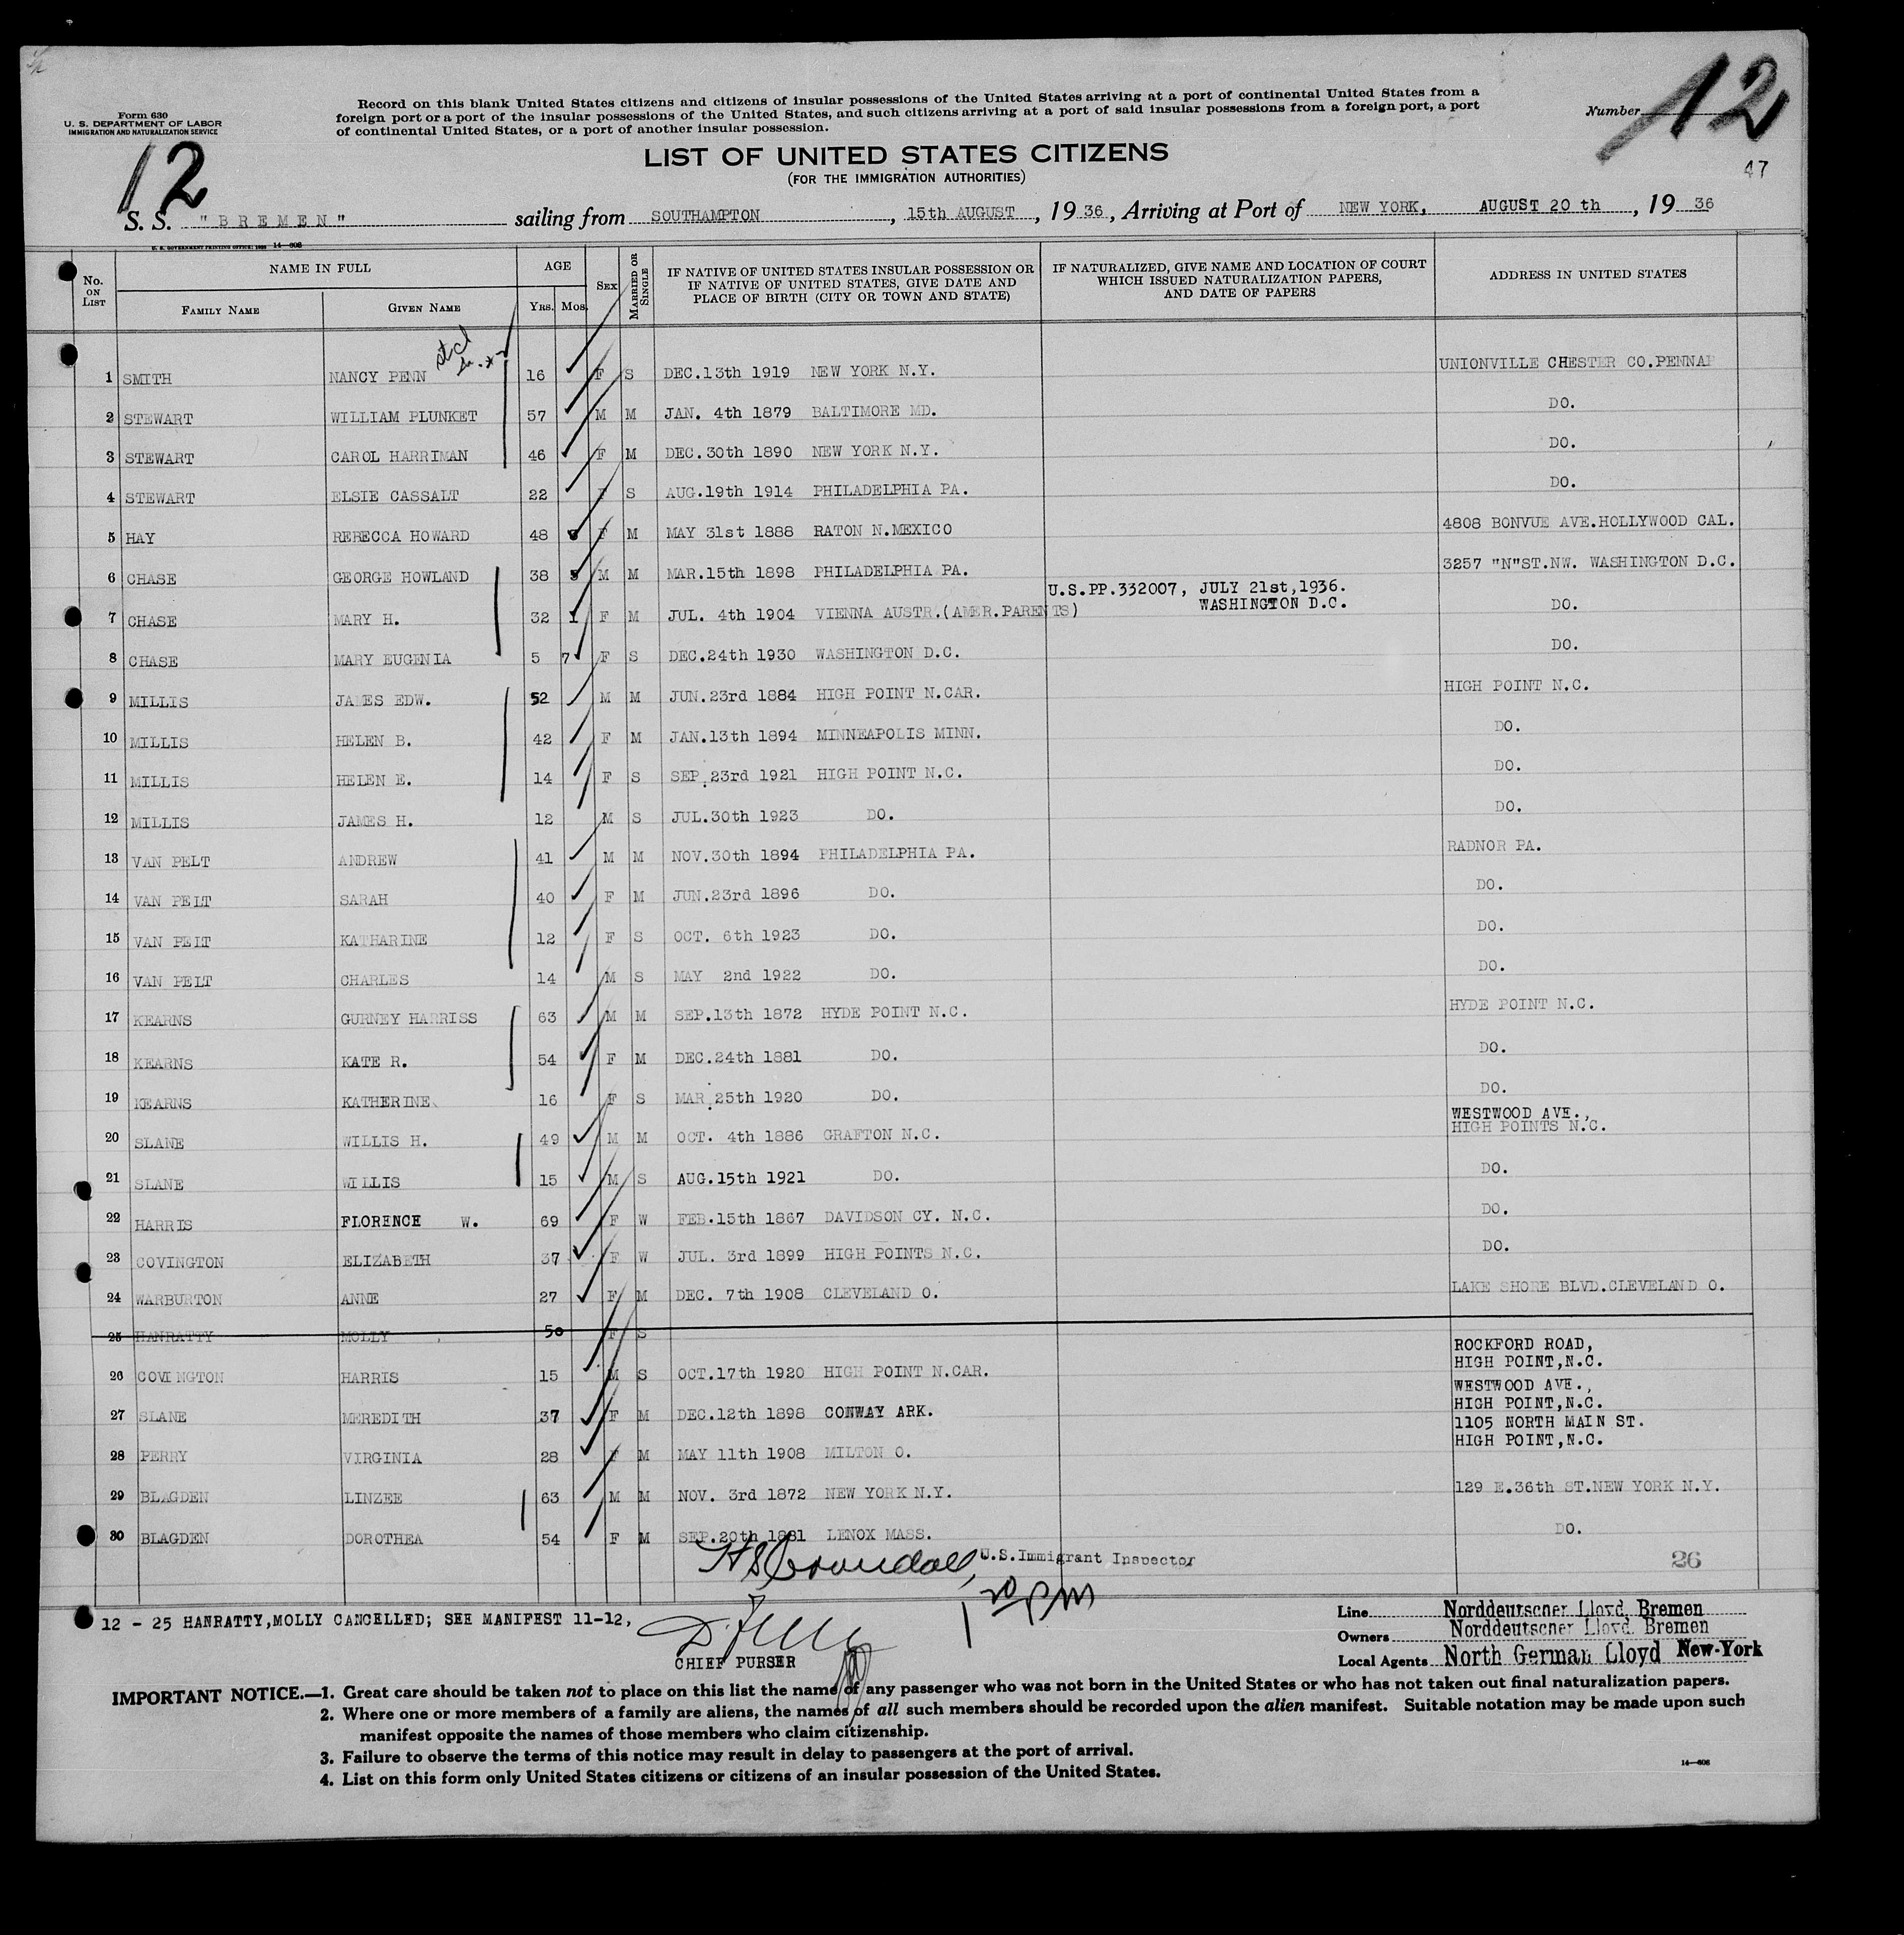 Form 630
U. S. DEPARTMENT OF LABOR
IMMIGRATION AND NATURALIZATION SERVICE
Record on this blank United States citizens and citizens of insular possessions of the United States arriving at a port of continental United States from a
foreign port or a port of the insular possessions of the United States, and such citizens arriving at a port of said insular possessions from a foreign port, a port
of continental United States, or a port of another insular possession.
Number 12
12
LIST OF UNITED STATES CITIZENS
(FOR THE IMMIGRATION AUTHORITIES)
47
S. S. "BREMEN" sailing from SOUTHAMPTON, 15th AUGUST, 1936, Arriving at Port of NEW YORK, AUGUST 20 th, 1936
U. S. GOVERNMENT PRINTING OFFICE: 14—608
No. ON LIST NAME IN FULL AGE SEX MARRIED OR SINGLE IF NATIVE OF UNITED STATES INSULAR POSSESSION OR IF NATIVE OF UNITED STATES, GIVE DATE AND PLACE OF BIRTH (CITY OR TOWN AND STATE) IF NATURALIZED, GIVE NAME AND LOCATION OF COURT WHICH ISSUED NATURALIZATION PAPERS, AND DATE OF PAPERS ADDRESS IN UNITED STATES
FAMILY NAME GIVEN NAME YRS. MOS.
1 SMITH NANCY PENN 16 F S DEC.13th 1919 NEW YORK N.Y. UNIONVILLE CHESTER CO.PENNA
2 STEWART WILLIAM PLUNKET 57 M M JAN. 4th 1879 BALTIMORE MD. DO.
3 STEWART CAROL HARRIMAN 46 F M DEC.30th 1890 NEW YORK N.Y. DO.
4 STEWART ELSIE CASSALT 22 F S AUG.19th 1914 PHILADELPHIA PA. DO.
5 HAY REBECCA HOWARD 48 F M MAY 31st 1888 RATON N.MEXICO 4808 BONVUE AVE.HOLLYWOOD CAL.
6 CHASE GEORGE HOWLAND 38 5 M M MAR.15th 1898 PHILADELPHIA PA. 3257 "N"ST.NW. WASHINGTON D.C.
U.S.PP.332007, JULY 21st,1936.
WASHINGTON D.C.
7 CHASE MARY H. 32 1 F M JUL. 4th 1904 VIENNA AUSTR.(AMER.PARENTS) DO.
8 CHASE MARY EUGENIA 5 7 F S DEC.24th 1930 WASHINGTON D.C. DO.
9 MILLIS JAMES EDW. 52 M M JUN.23rd 1884 HIGH POINT N.CAR. HIGH POINT N.C.
10 MILLIS HELEN B. 42 F M JAN.13th 1894 MINNEAPOLIS MINN. DO.
11 MILLIS HELEN E. 14 F S SEP.23rd 1921 HIGH POINT N.C. DO.
12 MILLIS JAMES H. 12 M S JUL.30th 1923 DO. DO.
13 VAN PELT ANDREW 41 M M NOV.30th 1894 PHILADELPHIA PA. RADNOR PA.
14 VAN PELT SARAH 40 F M JUN.23rd 1896 DO. DO.
15 VAN PELT KATHARINE 12 F S OCT. 6th 1923 DO. DO.
16 VAN PELT CHARLES 14 M S MAY 2nd 1922 DO. DO.
17 KEARNS GURNEY HARRISS 63 M M SEP.13th 1872 HYDE POINT N.C. HYDE POINT N.C.
18 KEARNS KATE R. 54 F M DEC.24th 1881 DO. DO.
19 KEARNS KATHERINE 16 F S MAR.25th 1920 DO. DO.
20 SLANE WILLIS H. 49 M M OCT. 4th 1886 GRAFTON N.C. WESTWOOD AVE., HIGH POINTS N.C.
21 SLANE WILLIS 15 M S AUG.15th 1921 DO. DO.
22 HARRIS FLORENCE W. 69 F W FEB.15th 1867 DAVIDSON CY. N.C. DO.
23 COVINGTON ELIZABETH 37 F W JUL. 3rd 1899 HIGH POINTS N.C. DO.
24 WARBURTON ANNE 27 F M DEC. 7th 1908 CLEVELAND O. LAKE SHORE BLVD.CLEVELAND O.
25 HANRATTY MOLLY 50 F S
26 COVINGTON HARRIS 15 M S OCT.17th 1920 HIGH POINT N.CAR. ROCKFORD ROAD, HIGH POINT,N.C.
27 SLANE MEREDITH 37 F M DEC.12th 1898 CONWAY ARK. WESTWOOD AVE., HIGH POINT,N.C.
28 PERRY VIRGINIA 28 F M MAY 11th 1908 MILTON O. 1105 NORTH MAIN ST. HIGH POINT,N.C.
29 BLAGDEN LINZEE 63 M M NOV. 3rd 1872 NEW YORK N.Y. 129 E.36th ST.NEW YORK N.Y.
30 BLAGDEN DOROTHEA 54 F M SEP.20th 1881 LENOX MASS. DO.
U.S.Immigrant Inspector
26
12 - 25 HANRATTY,MOLLY CANCELLED; SEE MANIFEST 11-12,
CHIEF PURSER
Line Norddeutscher Lloyd, Bremen
Owners Norddeutscher Lloyd, Bremen
Local Agents North German Lloyd New-York
IMPORTANT NOTICE.—1. Great care should be taken not to place on this list the name of any passenger who was not born in the United States or who has not taken out final naturalization papers.
2. Where one or more members of a family are aliens, the names of all such members should be recorded upon the alien manifest. Suitable notation may be made upon such
manifest opposite the names of those members who claim citizenship.
3. Failure to observe the terms of this notice may result in delay to passengers at the port of arrival.
4. List on this form only United States citizens or citizens of an insular possession of the United States.
14—608